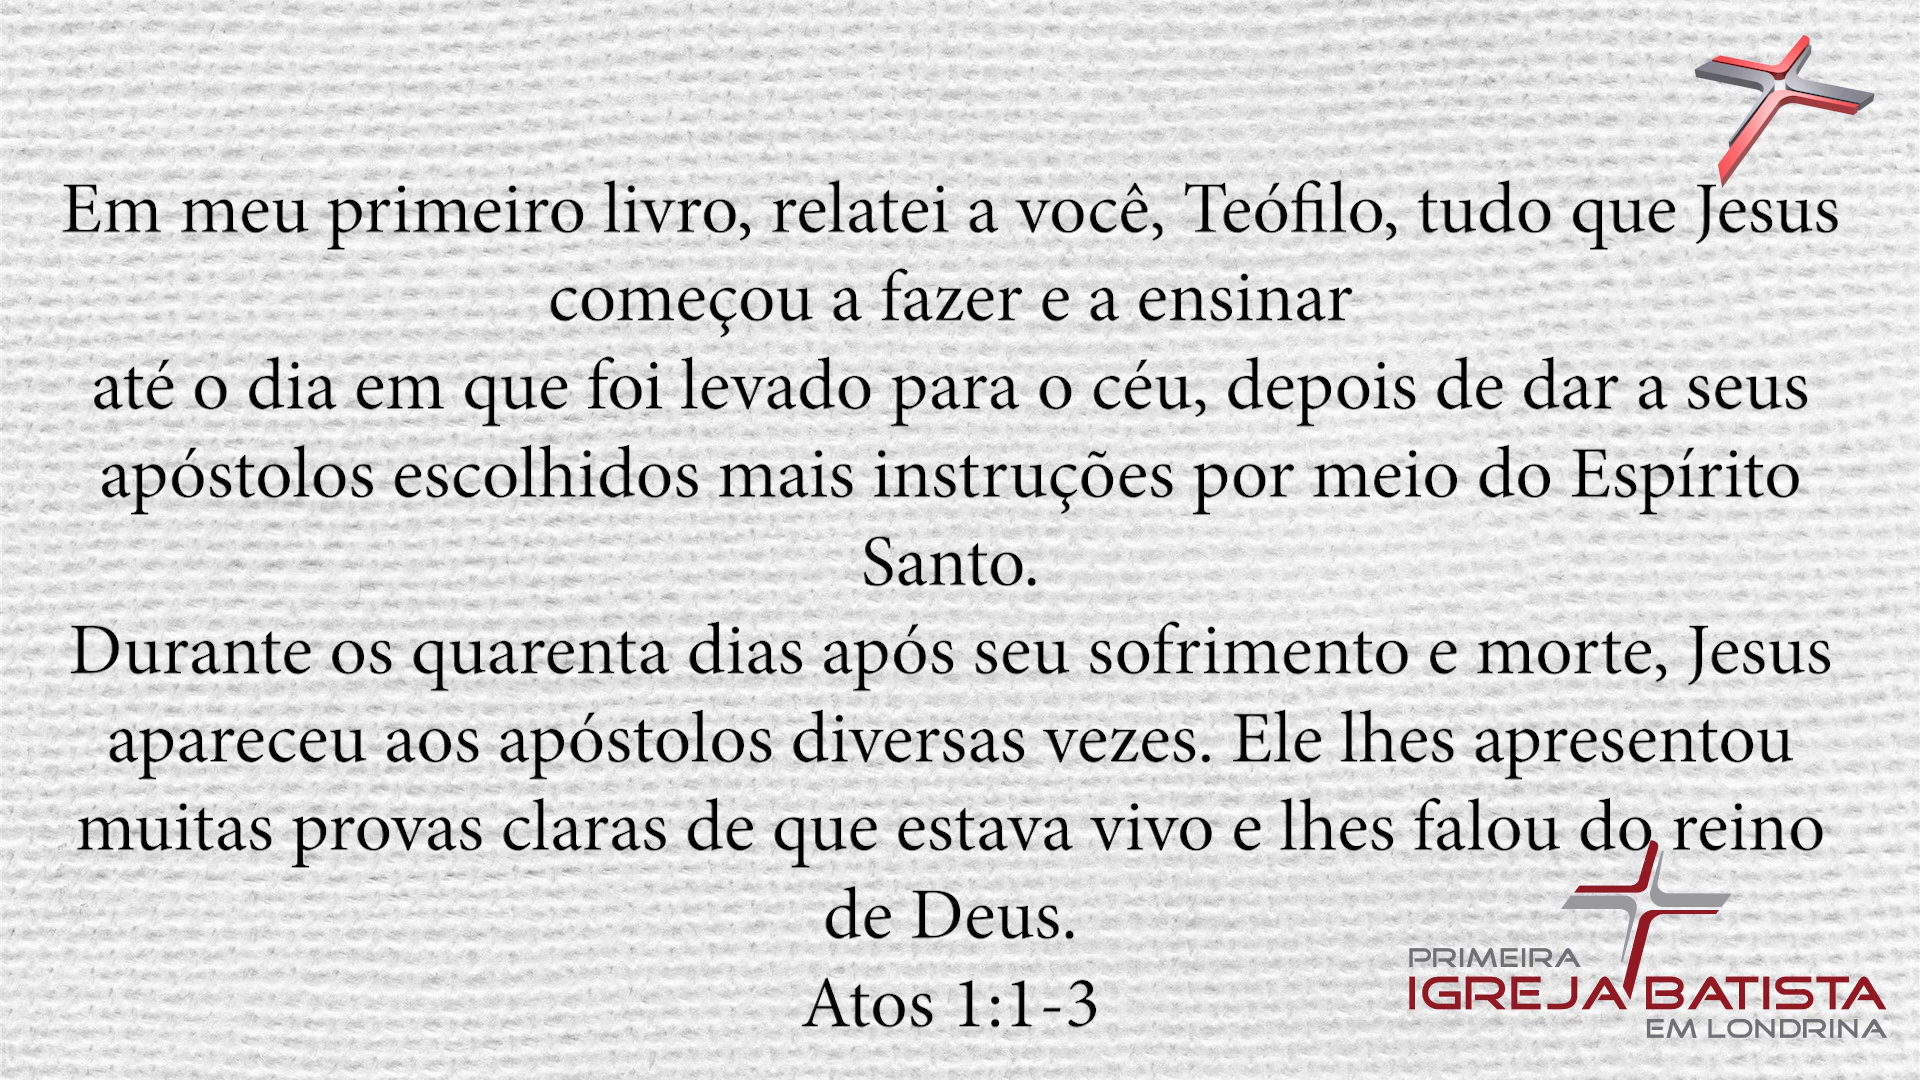 Em meu primeiro livro, relatei a você, Teófilo, tudo que Jesus
começou a fazer e a ensinar
até o dia em que foi levado para o céu, depois de dar a seus
apóstolos escolhidos mais instruções por meio do Espírito
Santo.
Durante os quarenta dias após seu sofrimento e morte, Jesus
apareceu aos apóstolos diversas vezes. Ele lhes apresentou
muitas provas claras de que estava vivo e lhes falou do reino
de Deus.
Atos 1:1-3
PRIMEIRA
IGREJA BATISTA
EM LONDRINA